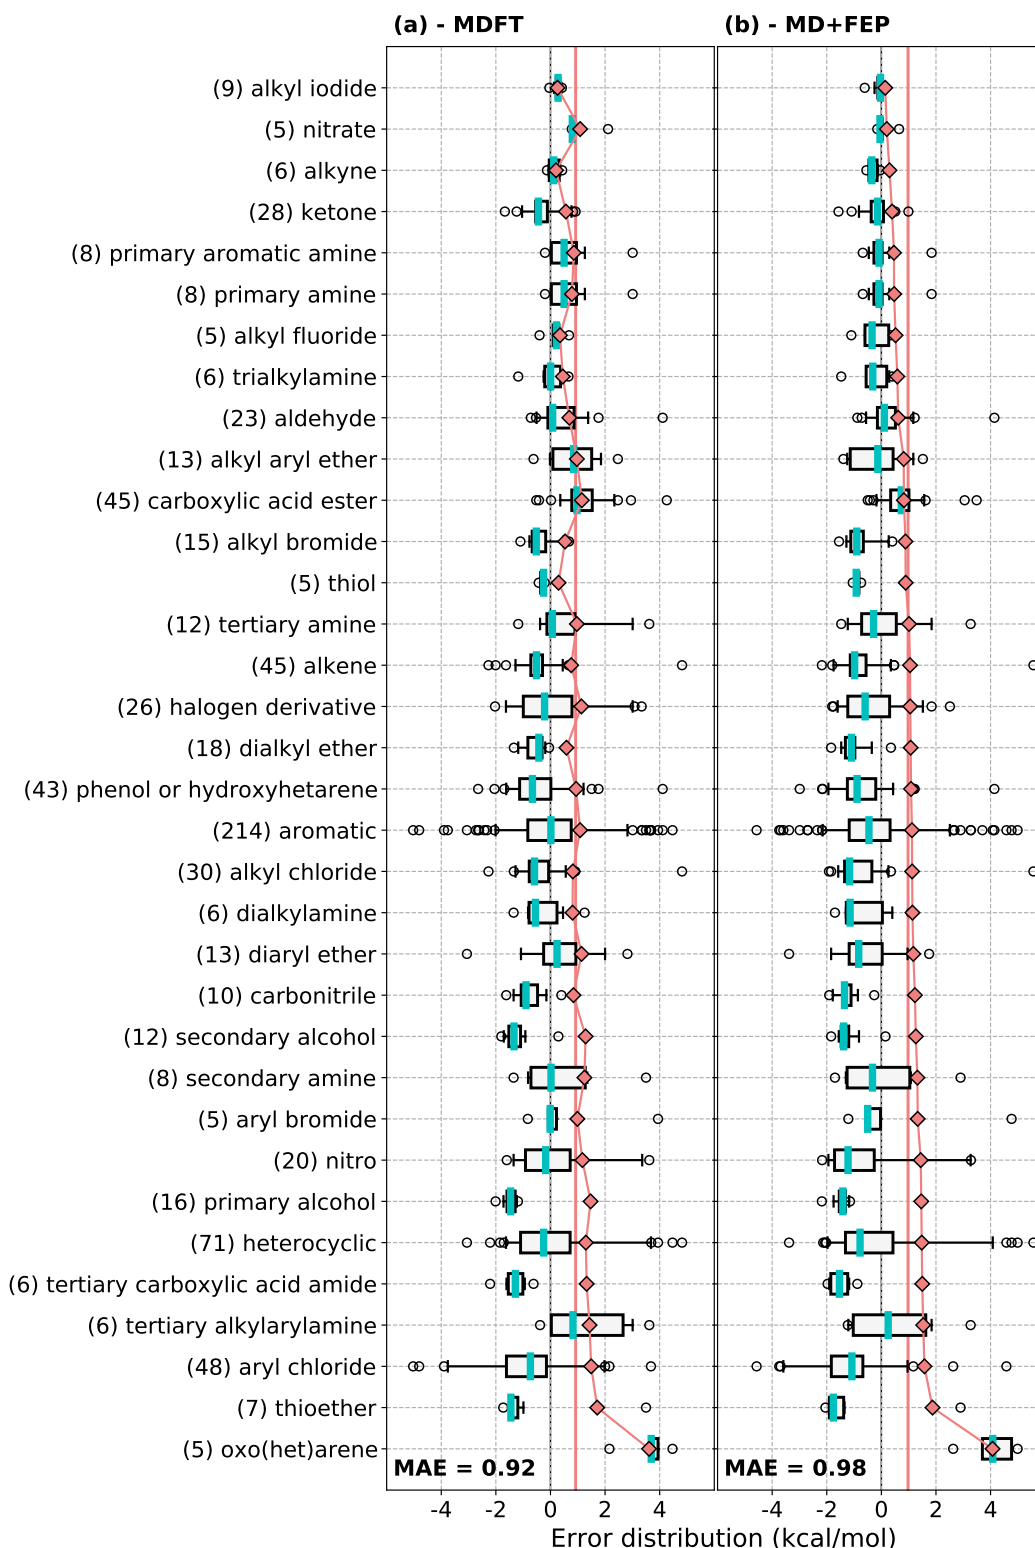 (a) - MDFT
(b) - MD+FEP
(9) alkyl iodide
(5) nitrate
(6) alkyne
(28) ketone
(8) primary aromatic amine
(8) primary amine
(5) alkyl fluoride
(6) trialkylamine
(23) aldehyde
(13) alkyl aryl ether
(45) carboxylic acid ester
(15) alkyl bromide
(5) thiol
(12) tertiary amine
(45) alkene
(26) halogen derivative
(18) dialkyl ether
(43) phenol or hydroxyhetarene
(214) aromatic
(30) alkyl chloride
(6) dialkylamine
(13) diaryl ether
(10) carbonitrile
(12) secondary alcohol
(8) secondary amine
(5) aryl bromide
(20) nitro
(16) primary alcohol
(71) heterocyclic
(6) tertiary carboxylic acid amide
(6) tertiary alkylarylamine
(48) aryl chloride
(7) thioether
(5) oxo(het)arene
MAE = 0.92
MAE = 0.98
-4 -2 0 2 4
-4 -2 0 2 4
Error distribution (kcal/mol)